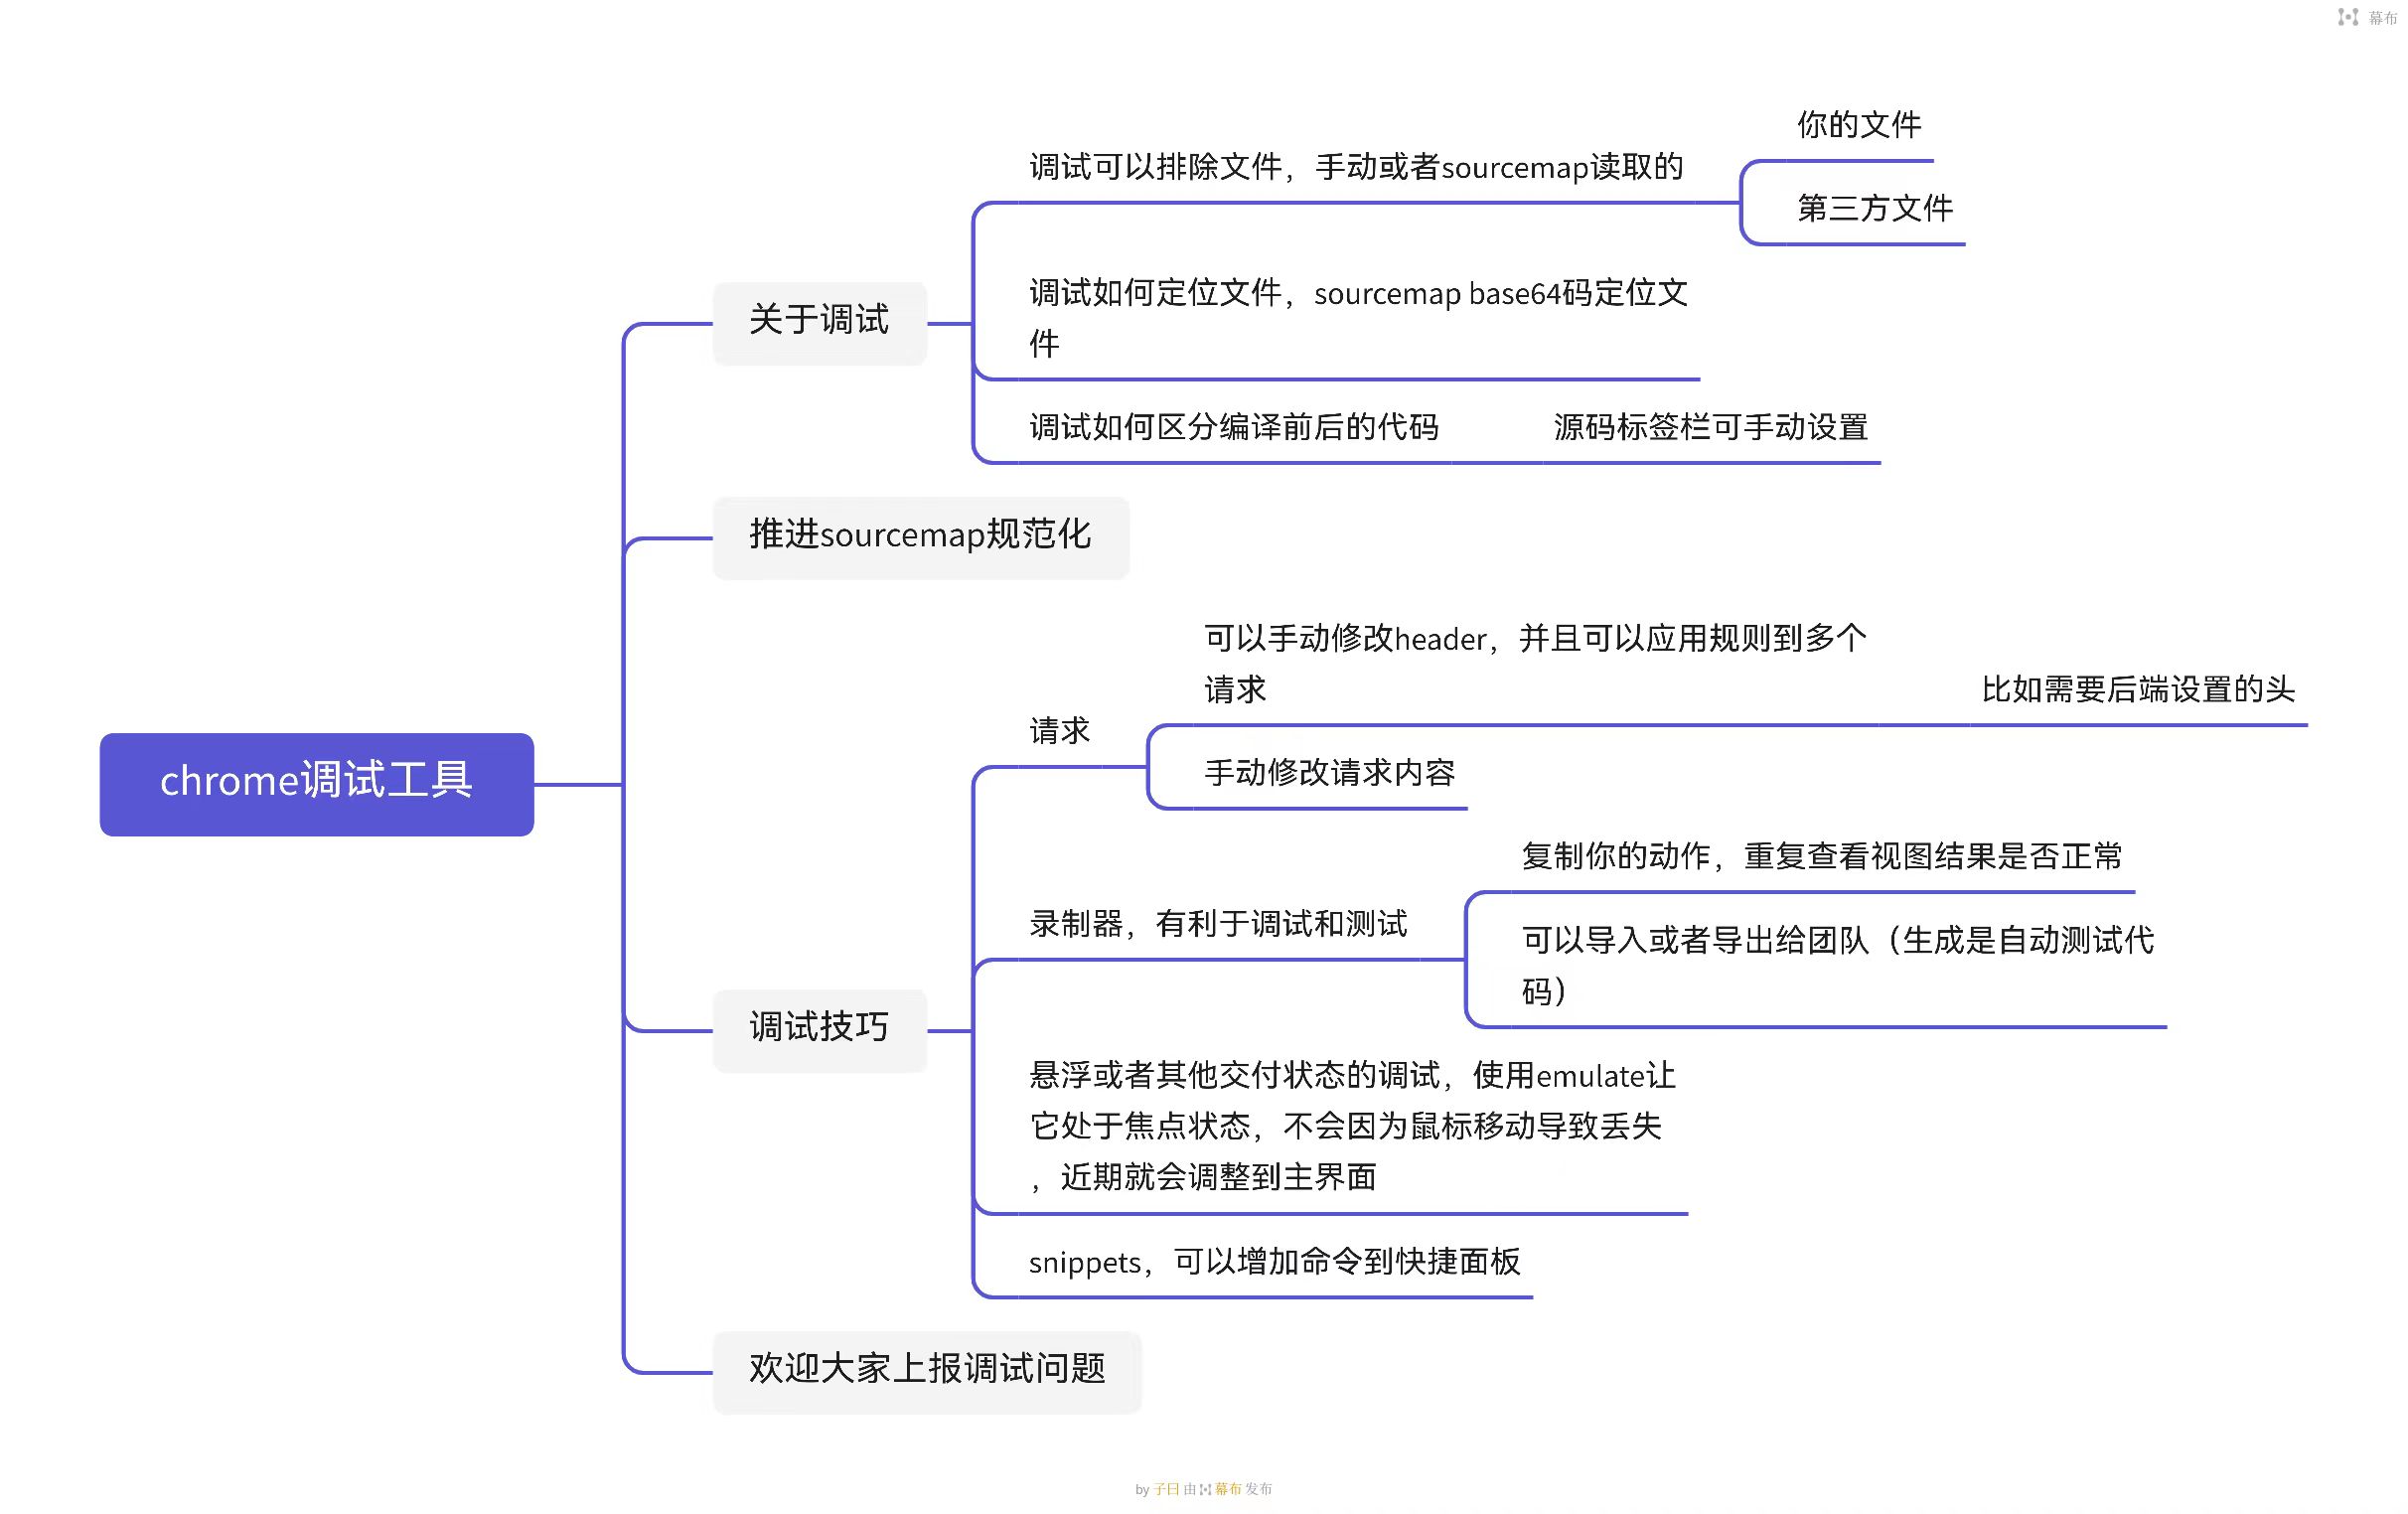 幕布
你的文件
调试可以排除文件，手动或者sourcemap读取的
第三方文件
关于调试
调试如何定位文件，sourcemap base64码定位文
件
调试如何区分编译前后的代码
源码标签栏可手动设置
推进sourcemap规范化
可以手动修改header，并且可以应用规则到多个
请求
比如需要后端设置的头
请求
手动修改请求内容
chrome调试工具
复制你的动作，重复查看视图结果是否正常
录制器，有利于调试和测试
可以导入或者导出给团队（生成是自动测试代
码）
调试技巧
悬浮或者其他交付状态的调试，使用emulate让
它处于焦点状态，不会因为鼠标移动导致丢失
，近期就会调整到主界面
snippets，可以增加命令到快捷面板
欢迎大家上报调试问题
by 子曰 由 幕布 发布